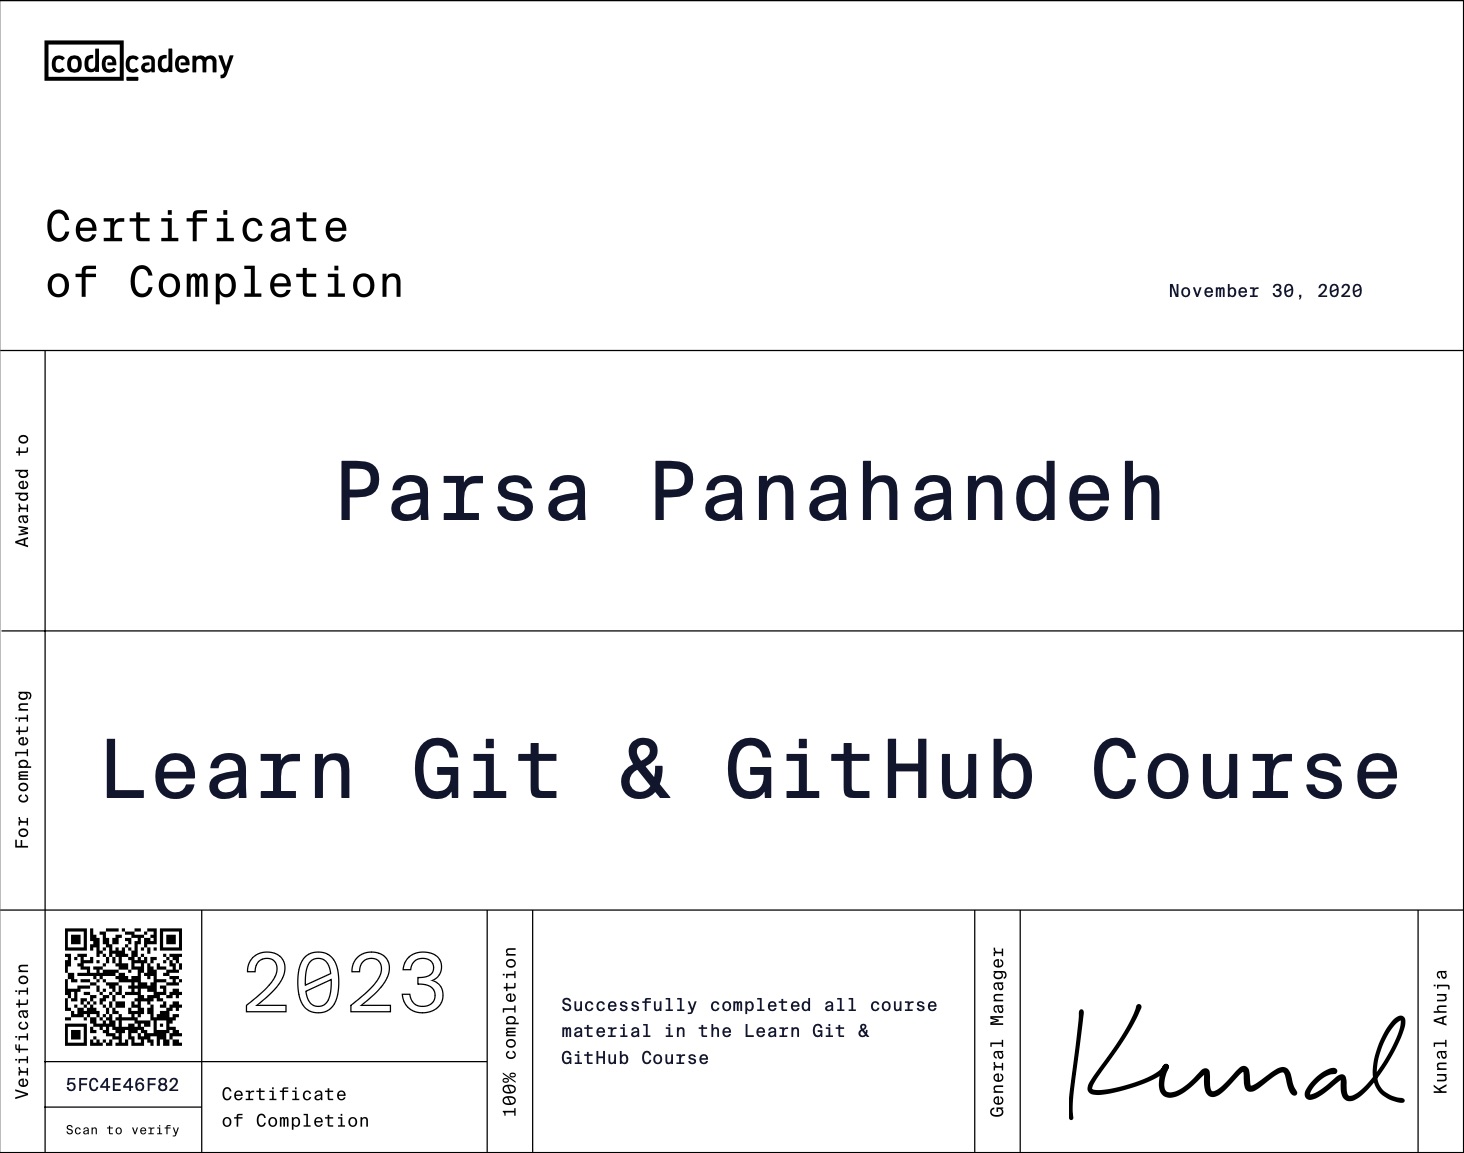 codecademy
Certificate
of Completion
November 30, 2020
Awarded to
Parsa Panahandeh
For completing
Learn Git & GitHub Course
Verification
5FC4E46F82
Scan to verify
2023
Certificate
of Completion
100% completion
Successfully completed all course
material in the Learn Git &
GitHub Course
General Manager
Kunal
Kunal Ahuja